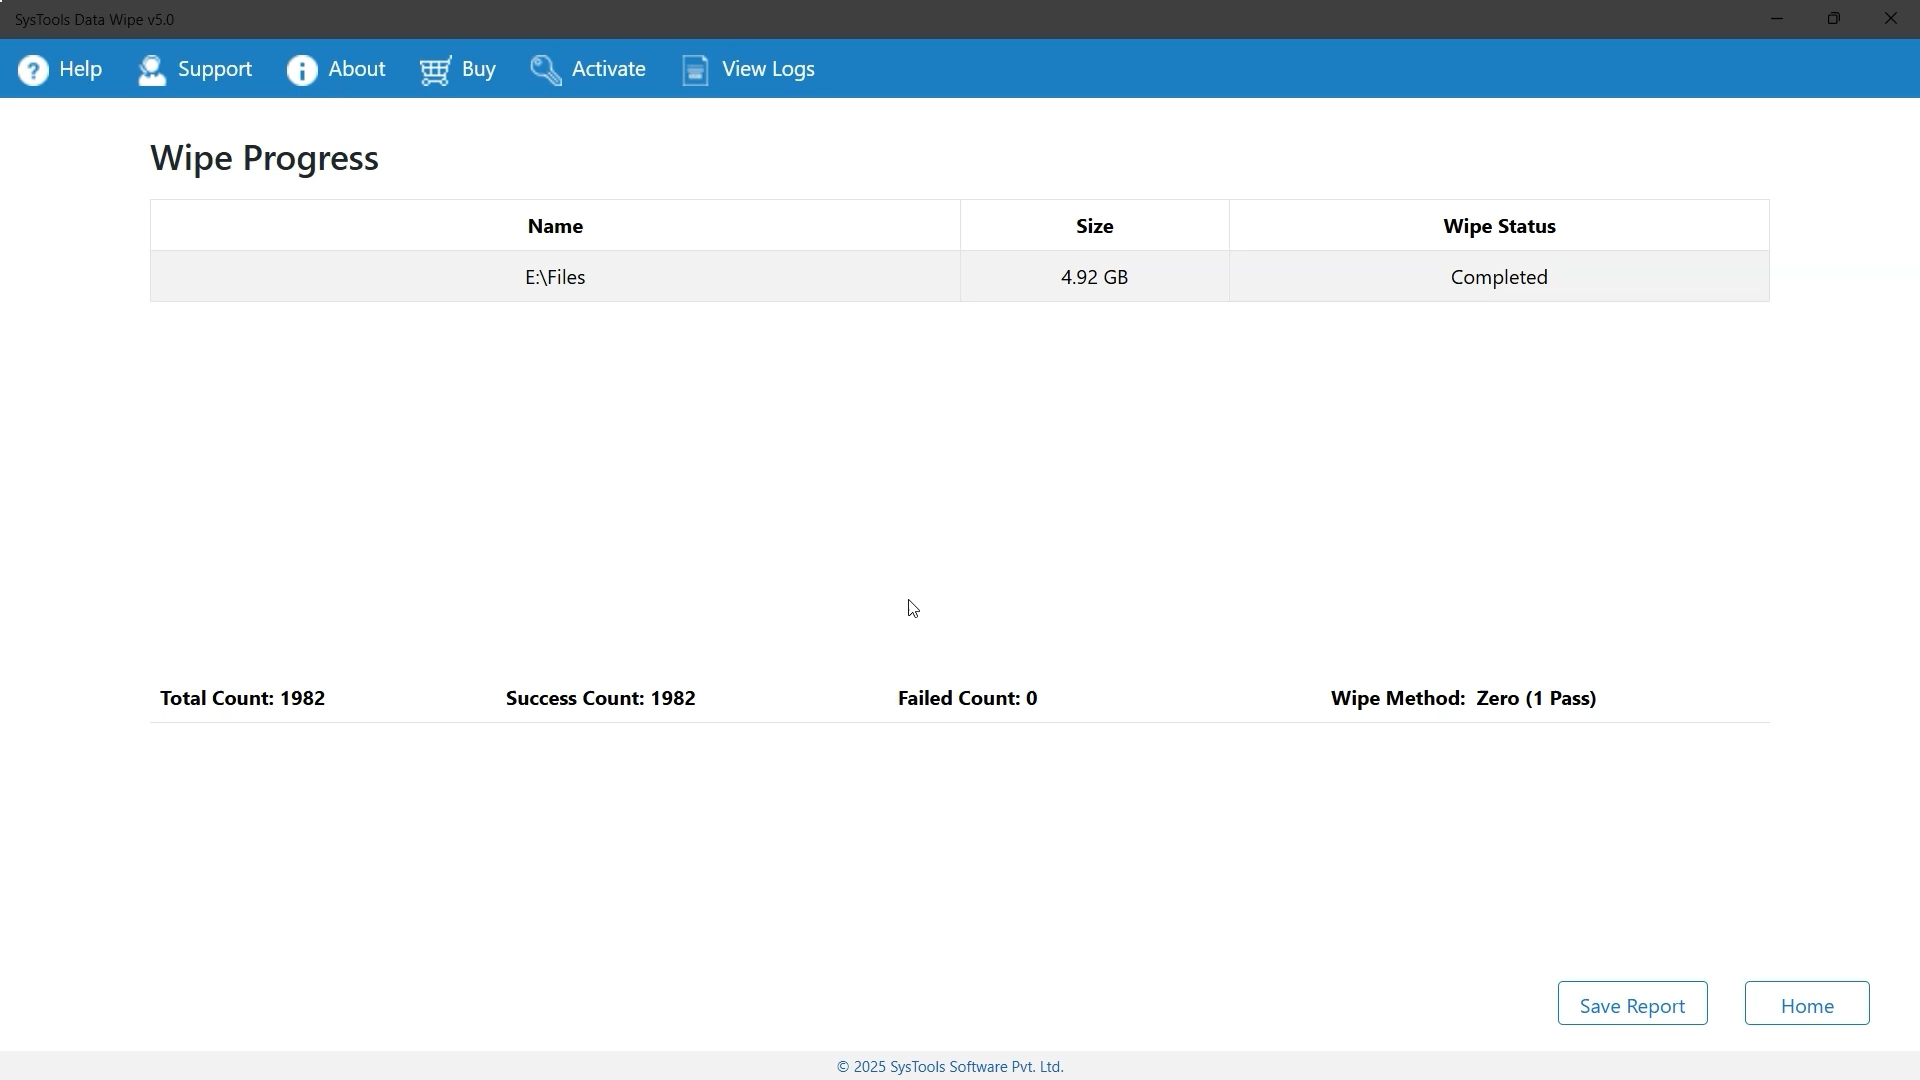 SysTools Data Wipe v5.0
Help Support About Buy Activate View Logs
Wipe Progress
Name Size Wipe Status
E:\Files 4.92 GB Completed
Total Count: 1982 Success Count: 1982 Failed Count: 0 Wipe Method: Zero (1 Pass)
Save Report Home
© 2025 SysTools Software Pvt. Ltd.